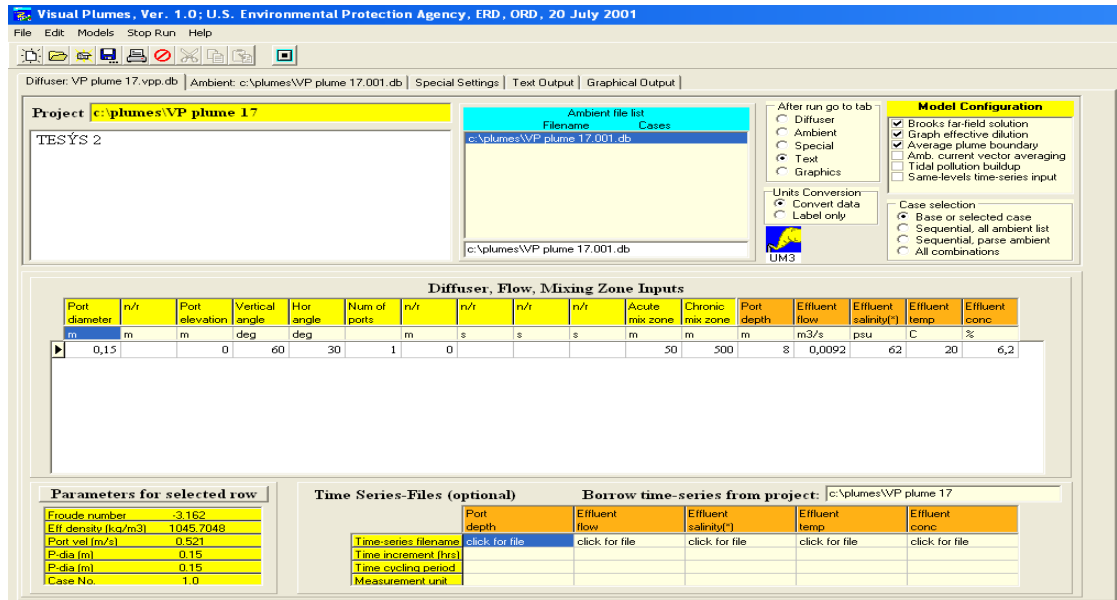 Visual Plumes, Ver. 1.0; U.S. Environmental Protection Agency, ERD, ORD, 20 July 2001
File Edit Models Stop Run Help
Diffuser: VP plume 17.vpp.db Ambient: c:\plumes\VP plume 17.001.db Special Settings Text Output Graphical Output
Project c:\plumes\VP plume 17
TESÝS 2
Ambient file list
Filename Cases
c:\plumes\VP plume 17.001.db
c:\plumes\VP plume 17.001.db
After run go to tab
Diffuser
Ambient
Special
Text
Graphics
Units Conversion
Convert data
Label only
UM3
Model Configuration
Brooks far-field solution
Graph effective dilution
Average plume boundary
Amb. current vector averaging
Tidal pollution buildup
Same-levels time-series input
Case selection
Base or selected case
Sequential, all ambient list
Sequential, parse ambient
All combinations
Diffuser, Flow, Mixing Zone Inputs
Port n/r Port Vertical Hor Num of n/r n/r n/r n/r Acute Chronic Port Effluent Effluent Effluent Effluent
diameter elevation angle angle ports mix zone mix zone depth flow salinity(*) temp conc
m m m deg deg m s s s m m m m3/s psu C %
0,15 0 60 30 1 0 50 500 8 0,0092 62 20 6,2
Parameters for selected row
Froude number -3.162
Eff density (kg/m3) 1045.7048
Port vel (m/s) 0.521
P-dia (m) 0.15
P-dia (m) 0.15
Case No. 1.0
Time Series-Files (optional) Borrow time-series from project: c:\plumes\VP plume 17
Port Effluent Effluent Effluent Effluent
depth flow salinity(*) temp conc
Time-series filename click for file click for file click for file click for file click for file
Time increment (hrs)
Time cycling period
Measurement unit